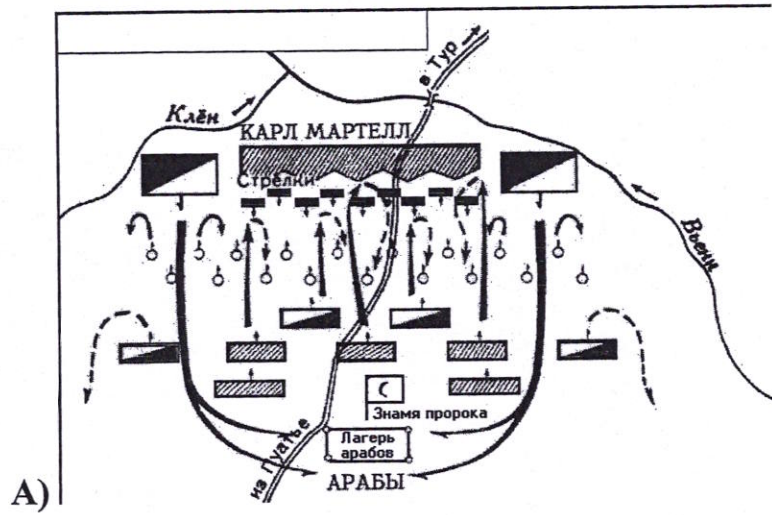 в Тур
Клён
КАРЛ МАРТЕЛЛ
Стрелки
Вьенн
Знамя пророка
Лагерь
арабов
из Пуатье
АРАБЫ
А)